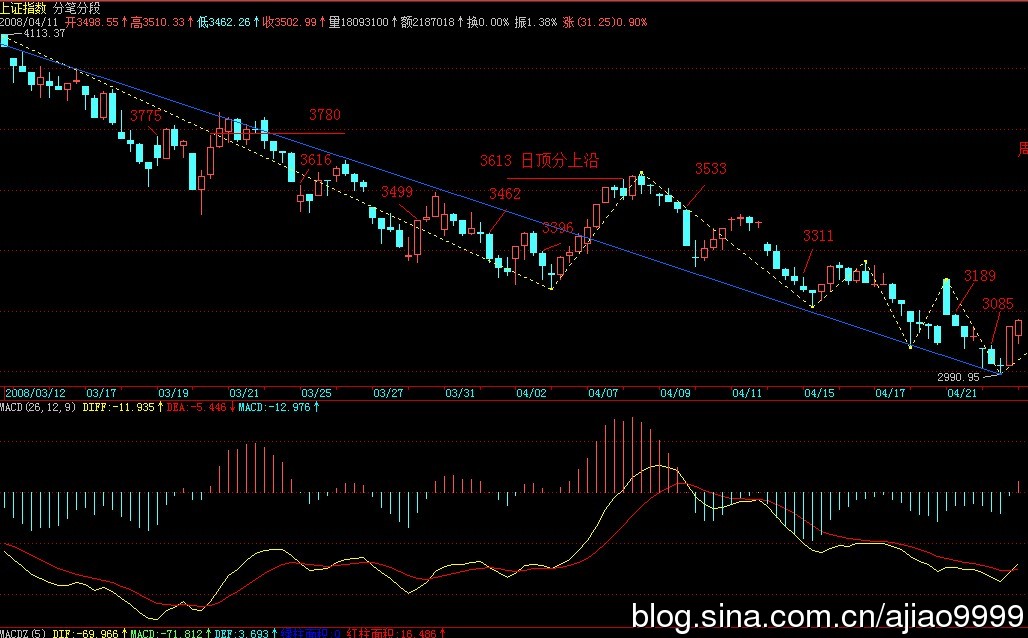 上证指数 分笔分段
2008/04/11 开3498.55↑高3510.33↑低3462.26↑收3502.99↑量18093100↑额2187018↑换0.00% 振1.38% 涨(31.25)0.90%
4113.37
3775
3780
3616
3499
3613 日顶分上沿
3462
3396
3533
周
3311
3189
3085
2990.95
2008/03/12 03/17 03/19 03/21 03/25 03/27 03/31 04/02 04/07 04/09 04/11 04/15 04/17 04/21
MACD(26,12,9) DIFF:-11.935↑DEA:-5.446↓MACD:-12.976↑
blog.sina.com.cn/ajiao9999
MACDZ(5) DIF:-69.966↑MACD:-71.812↑DEF:3.693↑绿柱面积:0 红柱面积:16.486↑